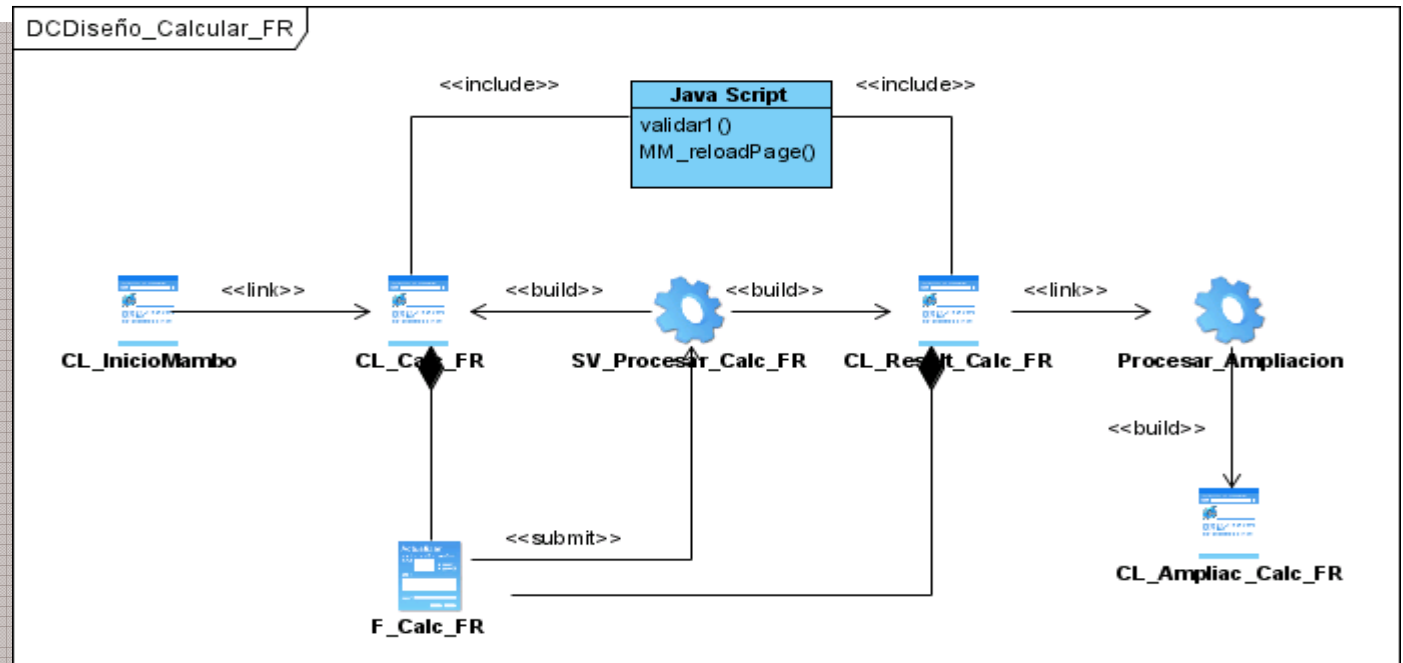 DCDiseño_Calcular_FR
<<include>>
<<include>>
Java Script
validar1()
MM_reloadPage()
<<link>>
<<build>>
<<build>>
<<link>>
CL_InicioMambo
CL_Calc_FR
SV_Procesar_Calc_FR
CL_Result_Calc_FR
Procesar_Ampliacion
<<build>>
<<submit>>
Actualizar
CL_Ampliac_Calc_FR
F_Calc_FR